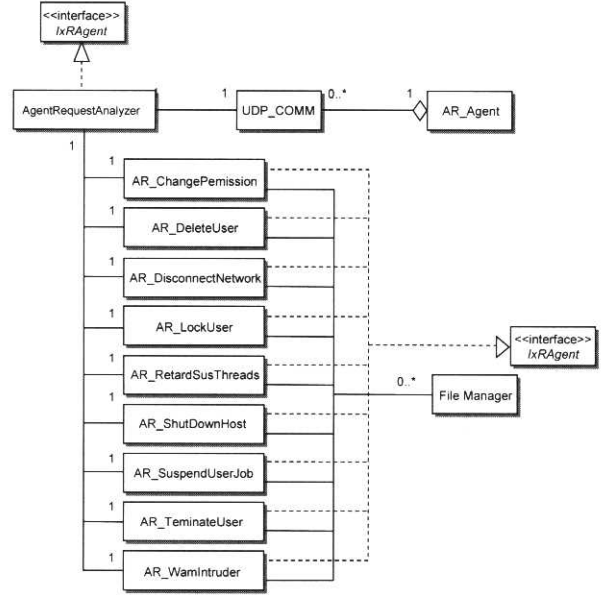 <<interface>>
IxRAgent
AgentRequestAnalyzer
1
UDP_COMM
0..*
1
AR_Agent
1
1
AR_ChangePemission
1
AR_DeleteUser
1
AR_DisconnectNetwork
1
AR_LockUser
<<interface>>
IxRAgent
1
AR_RetardSusThreads
0..*
File Manager
1
AR_ShutDownHost
1
AR_SuspendUserJob
1
AR_TeminateUser
1
AR_WamIntruder